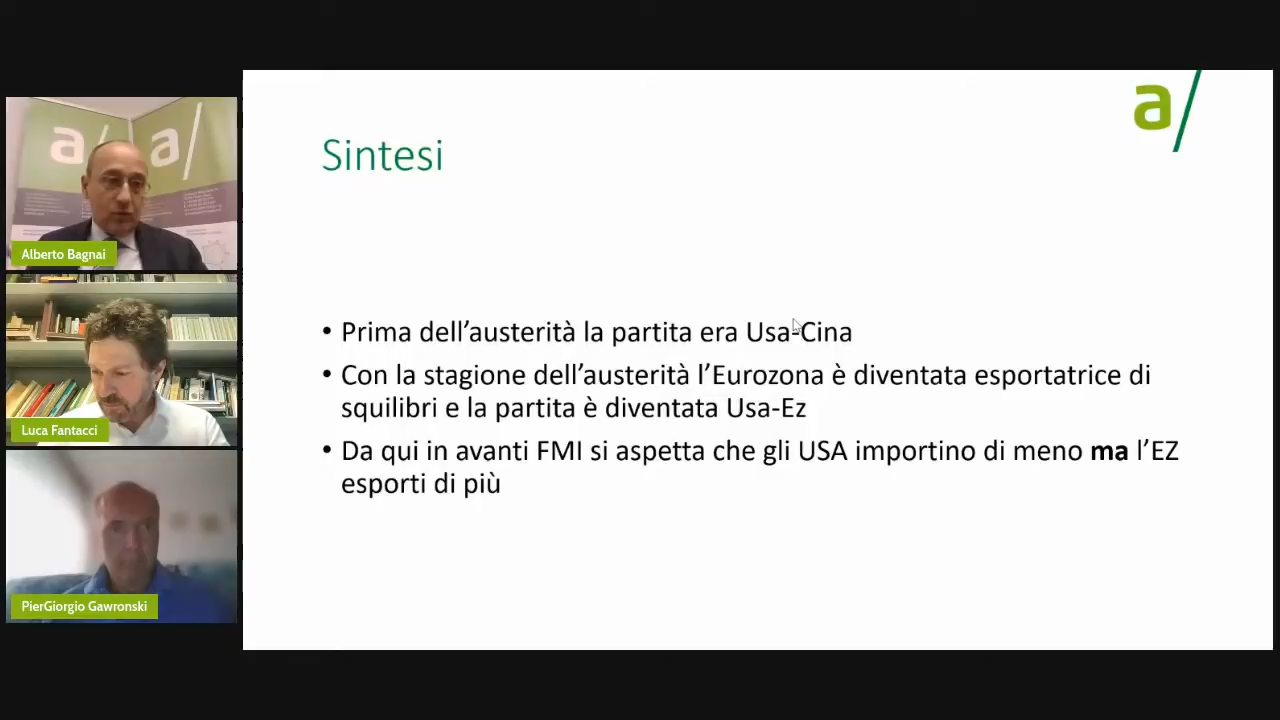 a/
a/
Alberto Bagnai
Luca Fantacci
PierGiorgio Gawronski
a/
Sintesi
• Prima dell’austerità la partita era Usa-Cina
• Con la stagione dell’austerità l’Eurozona è diventata esportatrice di
squilibri e la partita è diventata Usa-Ez
• Da qui in avanti FMI si aspetta che gli USA importino di meno ma l’EZ
esporti di più